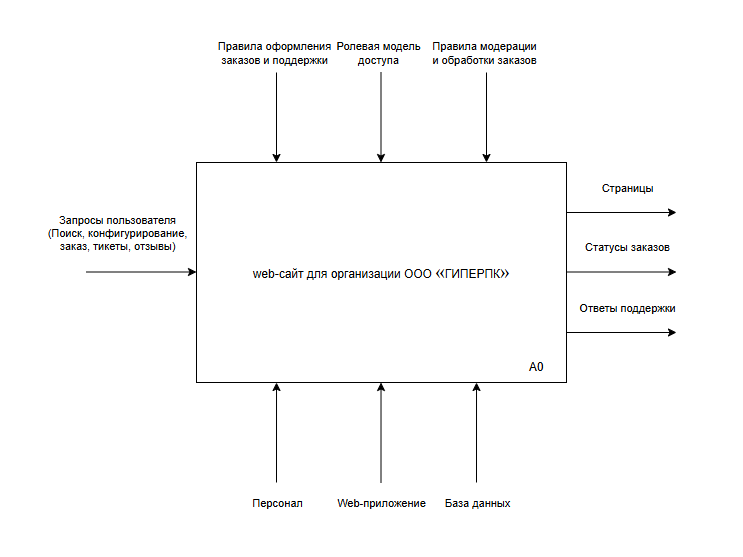 Правила оформления
заказов и поддержки
Ролевая модель
доступа
Правила модерации
и обработки заказов
Запросы пользователя
(Поиск, конфигурирование,
заказ, тикеты, отзывы)
web-сайт для организации ООО «ГИПЕРПК»
A0
Страницы
Статусы заказов
Ответы поддержки
Персонал
Web-приложение
База данных